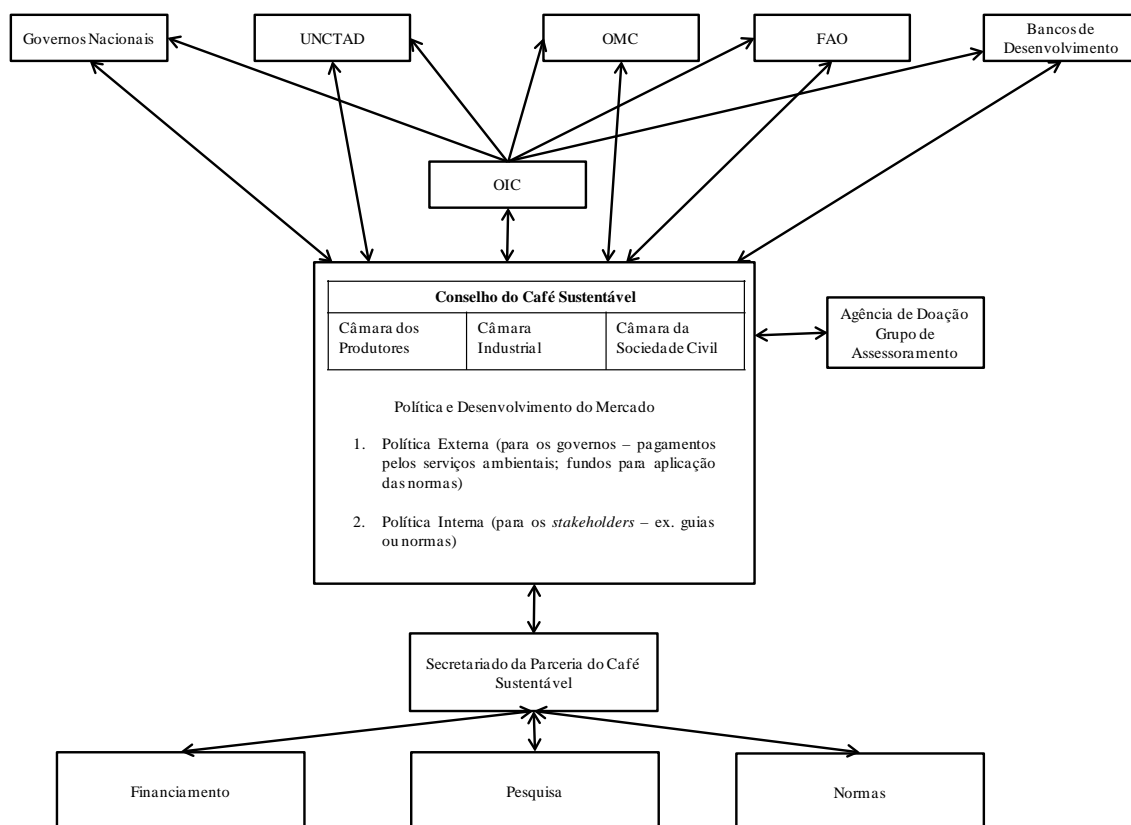 Governos Nacionais
UNCTAD
OMC
FAO
Bancos de
Desenvolvimento
OIC
Conselho do Café Sustentável
Câmara dos
Produtores
Câmara
Industrial
Câmara da
Sociedade Civil
Agência de Doação
Grupo de
Assessoramento
Política e Desenvolvimento do Mercado
1. Política Externa (para os governos – pagamentos
pelos serviços ambientais; fundos para aplicação
das normas)
2. Política Interna (para os stakeholders – ex. guias
ou normas)
Secretariado da Parceria do Café
Sustentável
Financiamento
Pesquisa
Normas